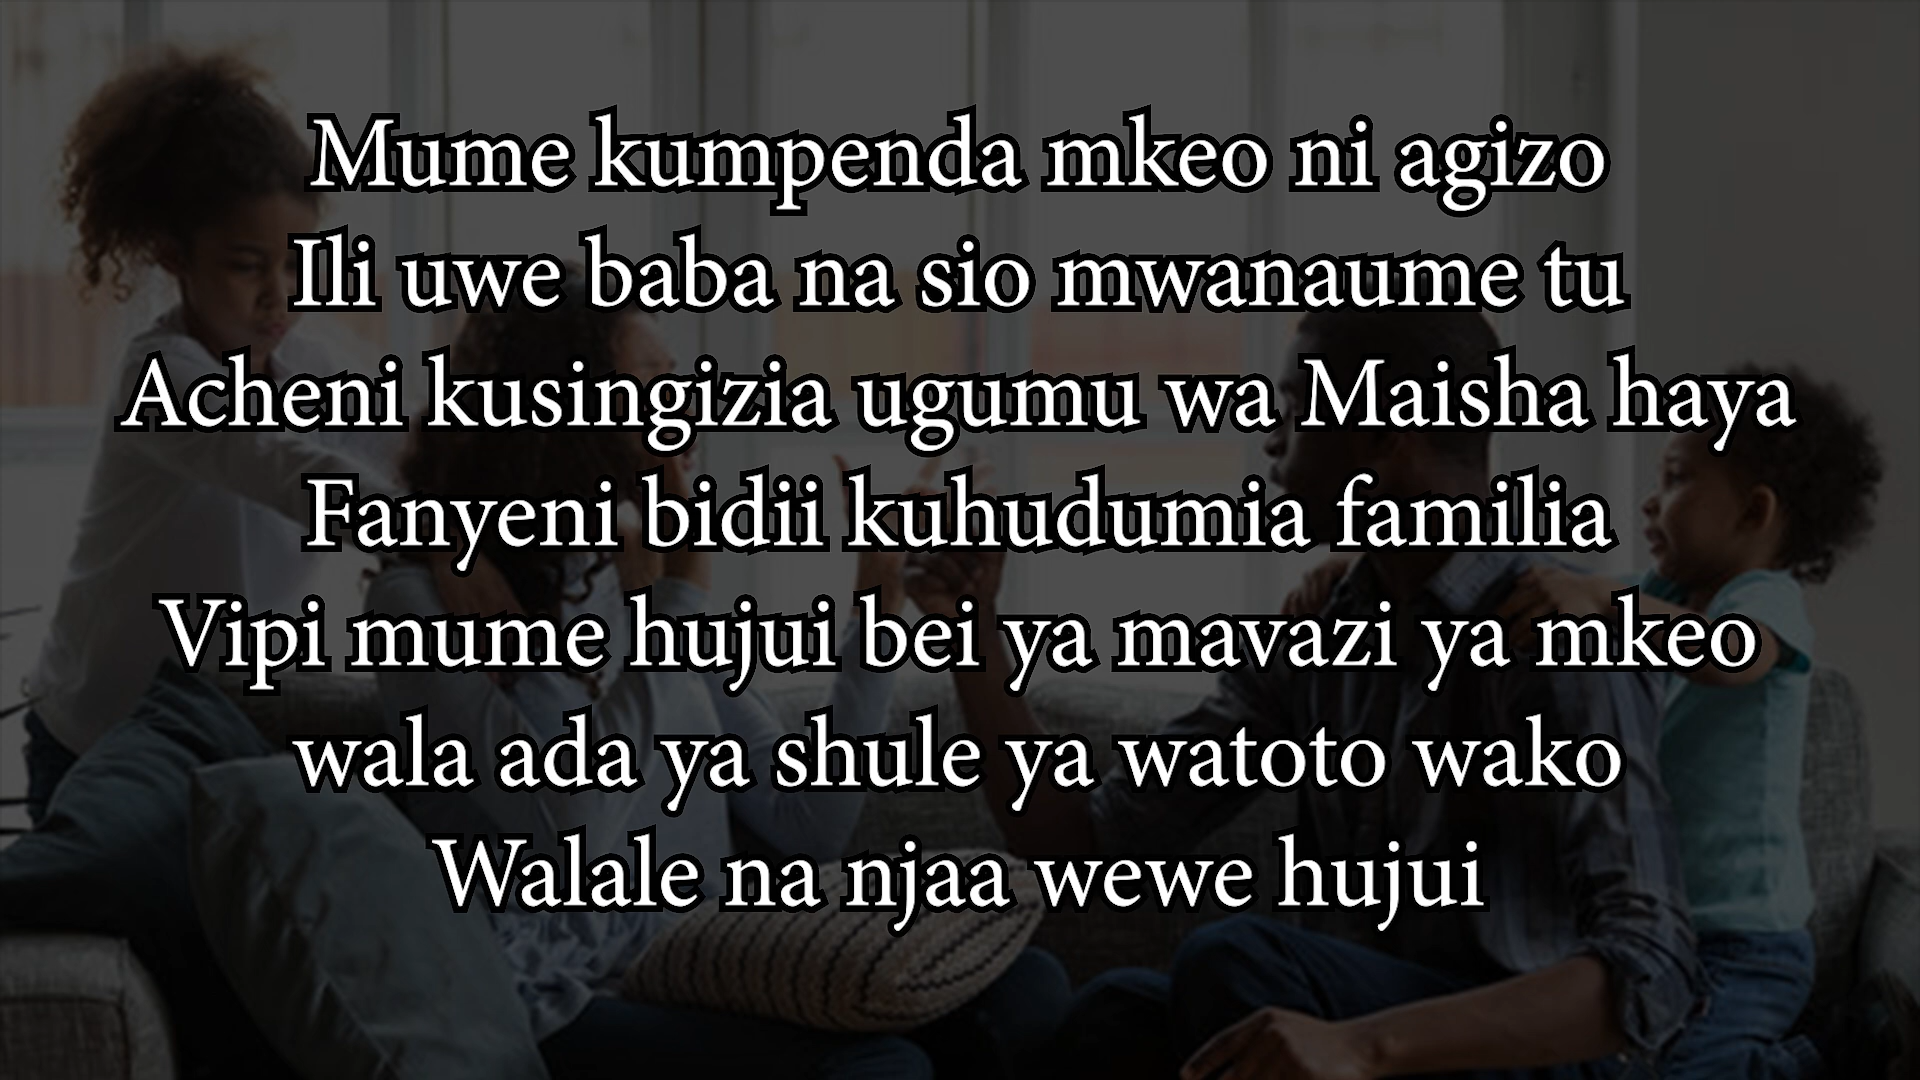 Mume kumpenda mkeo ni agizo
Ili uwe baba na sio mwanaume tu
Acheni kusingizia ugumu wa Maisha haya
Fanyeni bidii kuhudumia familia
Vipi mume hujui bei ya mavazi ya mkeo
wala ada ya shule ya watoto wako
Walale na njaa wewe hujui